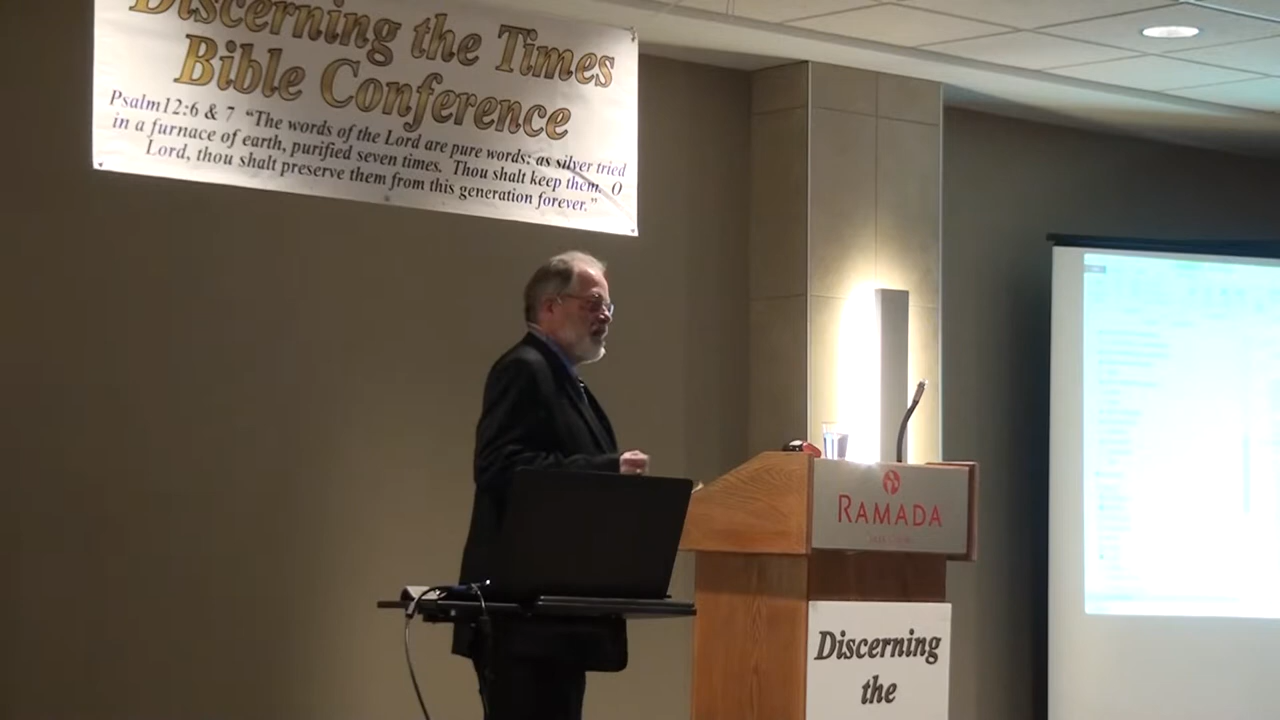 Discerning the Times
Bible Conference
Psalm12:6 & 7 "The words of the Lord are pure words: as silver tried
in a furnace of earth, purified seven times. Thou shalt keep them, O
Lord, thou shalt preserve them from this generation forever."
RAMADA
Discerning
the